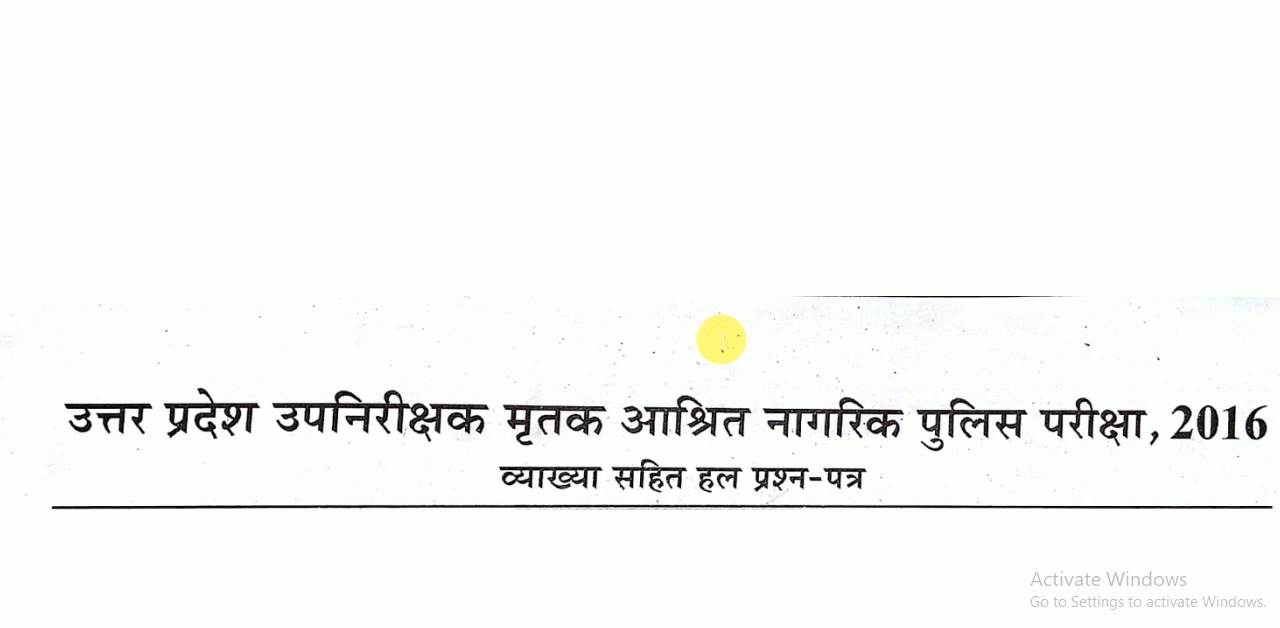 उत्तर प्रदेश उपनिरीक्षक मृतक आश्रित नागरिक पुलिस परीक्षा, 2016
व्याख्या सहित हल प्रश्न-पत्र
Activate Windows
Go to Settings to activate Windows.